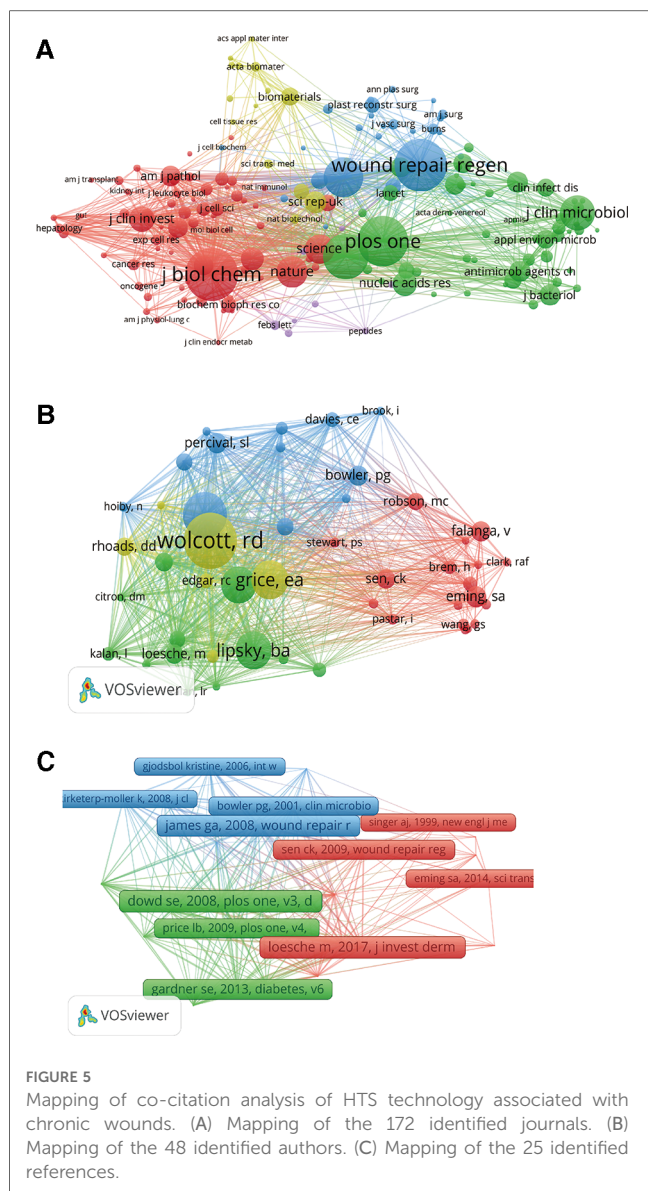 A
acs appl mater inter
acta biomater
biomaterials
ann plas surg
plast reconstr surg
am j surg
j vasc surg
burns
cell tissue res
j cell biochem
sci transl med
wound repair regen
am j transplant
am j pathol
kidney int
j leukocyte biol
nat immunol
sci rep-uk
lancet
clin infect dis
gut
hepatology
j clin invest
j cell sci
mol biol cell
nat biotechnol
acta derm-venereol
apmis
j clin microbiol
exp cell res
science
plos one
appl environ microb
cancer res
j biol chem
nature
antimicrob agents ch
oncogene
nucleic acids res
j bacteriol
biochem bioph res co
am j physiol-lung c
febs lett
peptides
j clin endocr metab
B
brook, i
davies, ce
percival, sl
bowler, pg
hoiby, n
robson, mc
wolcott, rd
stewart, ps
falanga, v
rhoads, dd
brem, h
clark, raf
edgar, rc
grice, ea
sen, ck
eming, sa
citron, dm
pastar, i
wang, gs
kalan, l
loesche, m
lipsky, ba
VOSviewer
lr
C
gjodsbol kristine, 2006, int w
irketerp-moller k, 2008, j cl
bowler pg, 2001, clin microbio
james ga, 2008, wound repair r
singer aj, 1999, new engl j me
sen ck, 2009, wound repair reg
eming sa, 2014, sci trans
dowd se, 2008, plos one, v3, d
price lb, 2009, plos one, v4,
loesche m, 2017, j invest derm
gardner se, 2013, diabetes, v6
VOSviewer
FIGURE 5
Mapping of co-citation analysis of HTS technology associated with
chronic wounds. (A) Mapping of the 172 identified journals. (B)
Mapping of the 48 identified authors. (C) Mapping of the 25 identified
references.